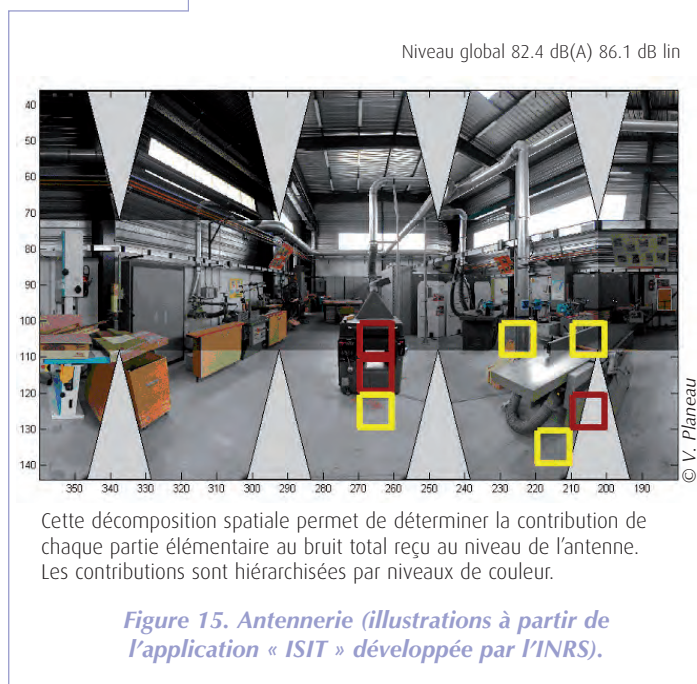 Niveau global 82.4 dB(A) 86.1 dB lin
40
50
60
70
80
90
100
110
120
130
140
350 340 330 320 310 300 290 280 270 260 250 240 230 220 210 200 190
© V. Planeau
Cette décomposition spatiale permet de déterminer la contribution de
chaque partie élémentaire au bruit total reçu au niveau de l’antenne.
Les contributions sont hiérarchisées par niveaux de couleur.
Figure 15. Antennerie (illustrations à partir de
l’application « ISIT » développée par l’INRS).